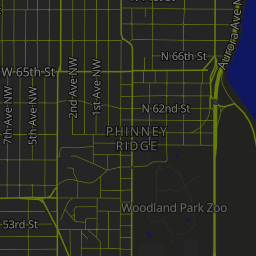 N 66th St
Aurora Ave N
W 65th St
7th Ave NW
5th Ave NW
2nd Ave NW
1st Ave NW
N 62nd St
PHINNEY
RIDGE
Woodland Park Zoo
53rd St